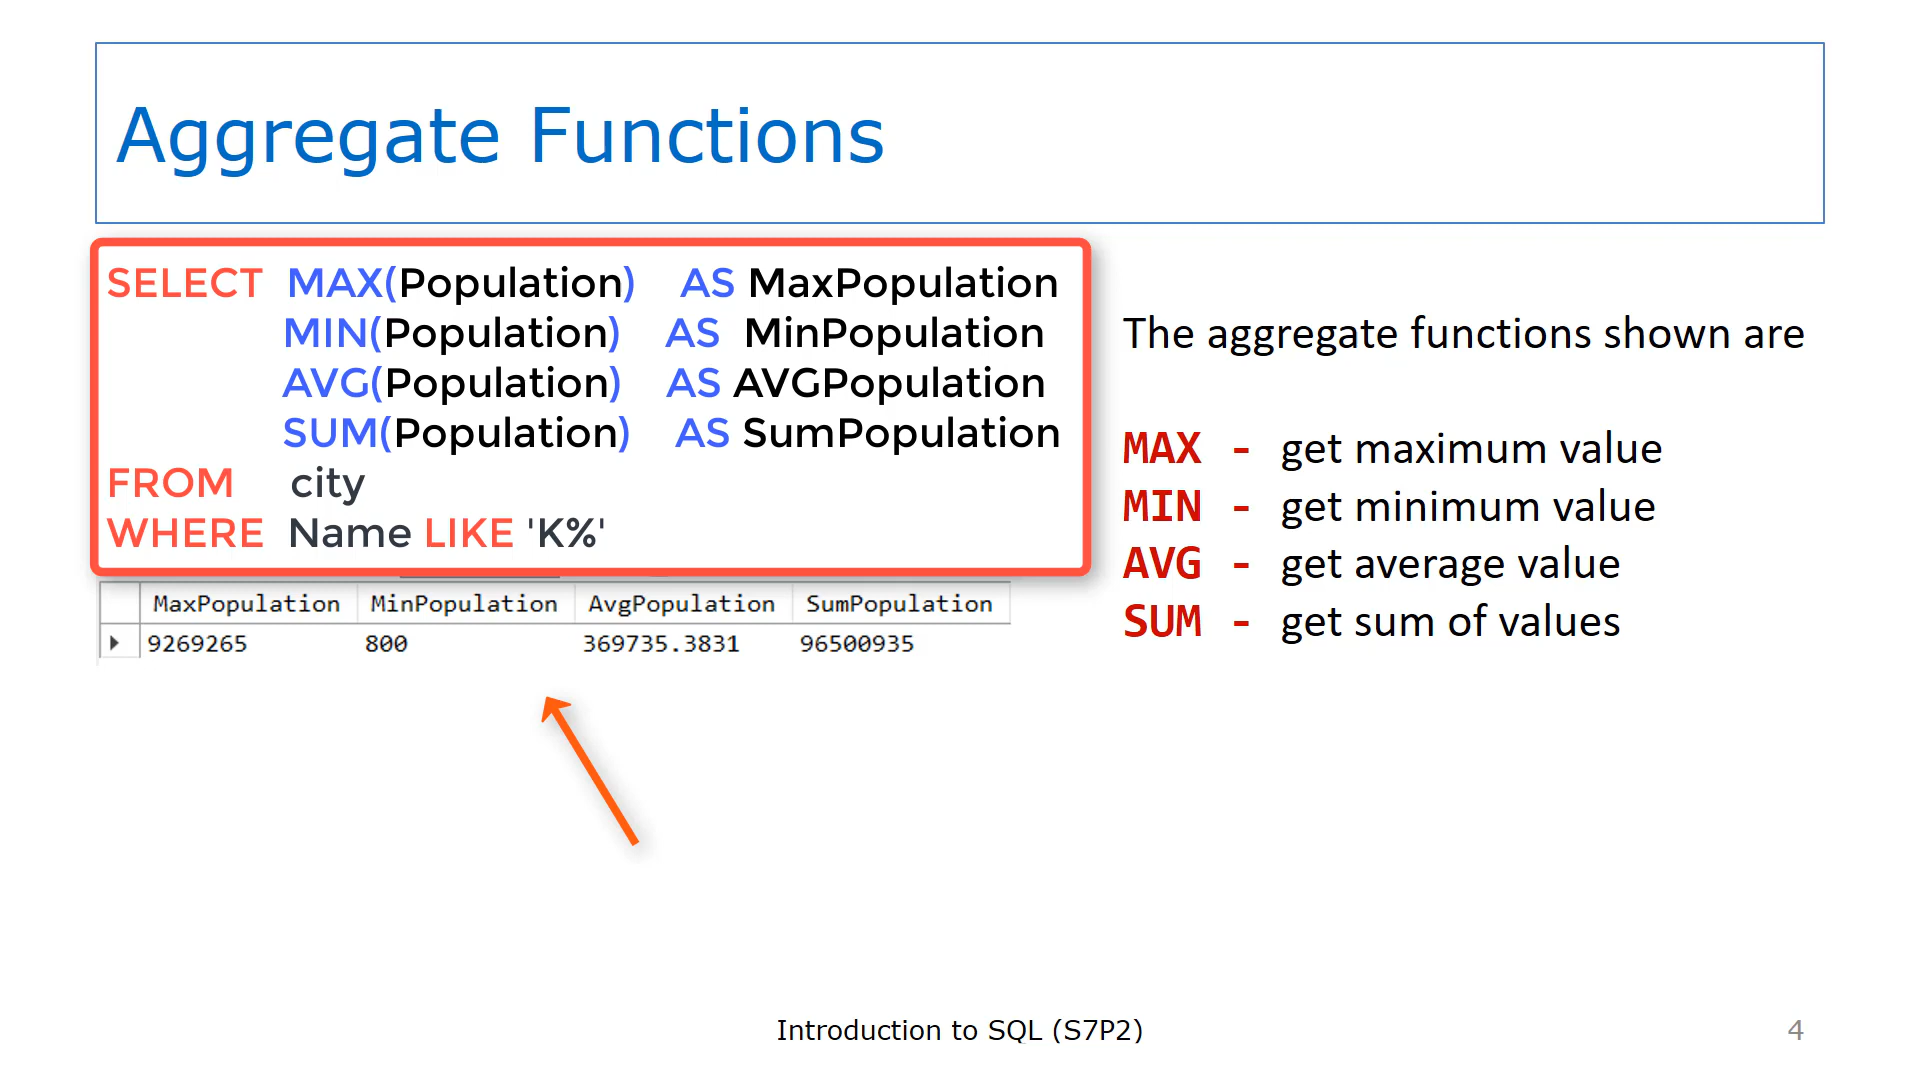 Aggregate Functions
SELECT MAX(Population) AS MaxPopulation
MIN(Population) AS MinPopulation
AVG(Population) AS AVGPopulation
SUM(Population) AS SumPopulation
FROM city
WHERE Name LIKE 'K%'
MaxPopulation MinPopulation AvgPopulation SumPopulation
9269265 800 369735.3831 96500935
The aggregate functions shown are
MAX - get maximum value
MIN - get minimum value
AVG - get average value
SUM - get sum of values
Introduction to SQL (S7P2)
4